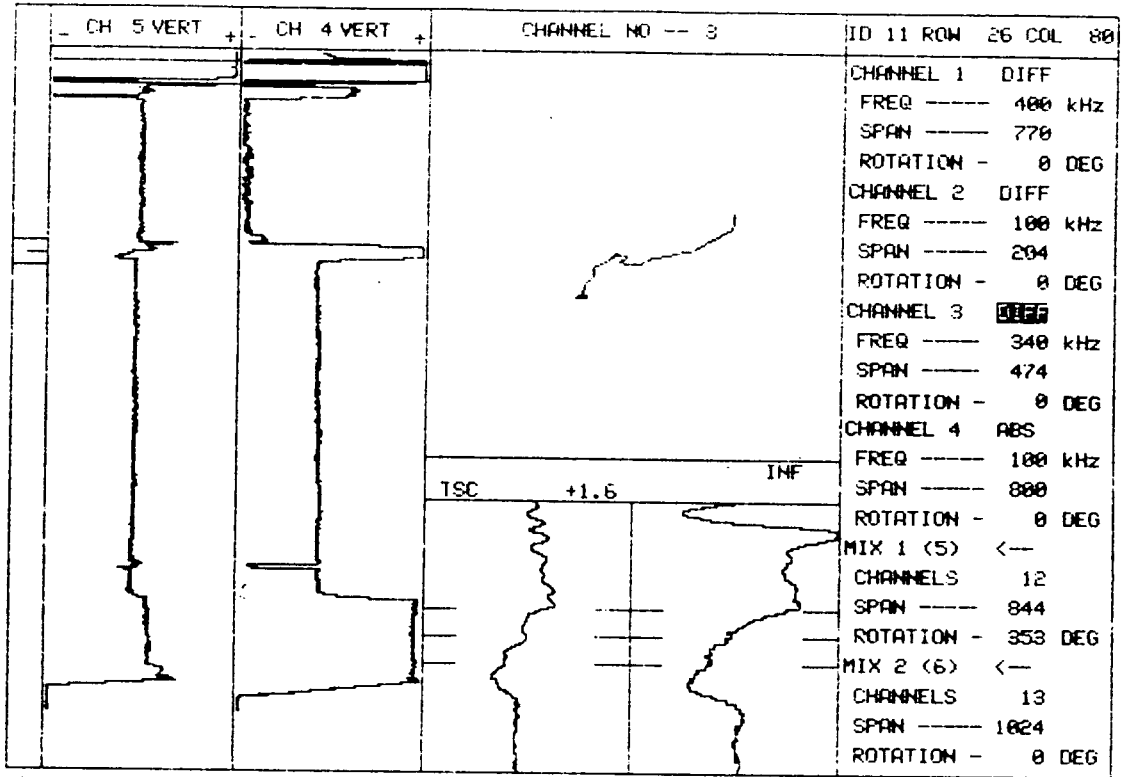 - CH 5 VERT +
- CH 4 VERT +
CHANNEL NO -- 3
ID 11 ROW 26 COL 80
CHANNEL 1 DIFF
FREQ ----- 400 kHz
SPAN ----- 770
ROTATION - 0 DEG
CHANNEL 2 DIFF
FREQ ----- 100 kHz
SPAN ----- 204
ROTATION - 0 DEG
CHANNEL 3 DIFF
FREQ ----- 340 kHz
SPAN ----- 474
ROTATION - 0 DEG
CHANNEL 4 ABS
FREQ ----- 100 kHz
SPAN ----- 800
ROTATION - 0 DEG
MIX 1 (5) <--
CHANNELS 12
SPAN ----- 844
ROTATION - 353 DEG
MIX 2 (6) <--
CHANNELS 13
SPAN ----- 1024
ROTATION - 0 DEG
INF
TSC +1.6